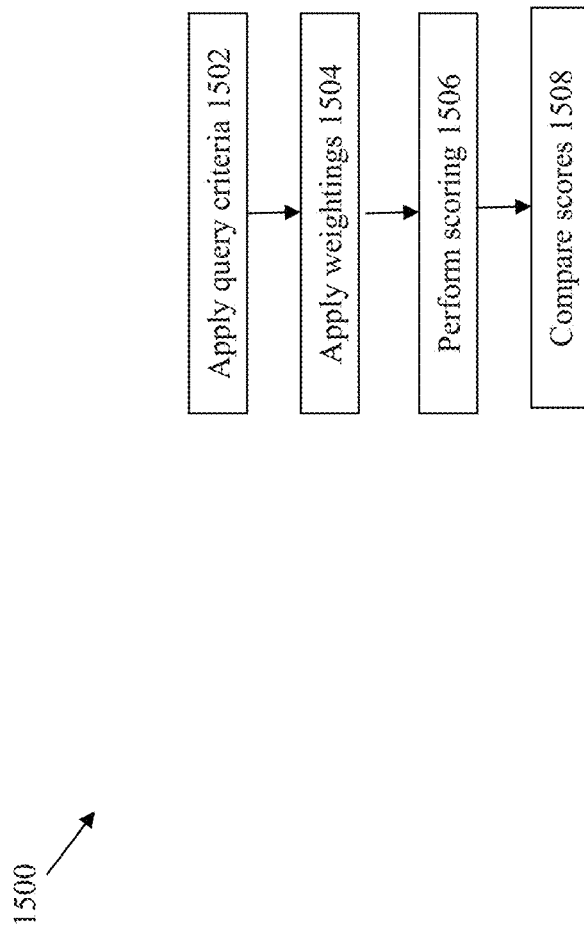 1500
Apply query criteria 1502
Apply weightings 1504
Perform scoring 1506
Compare scores 1508